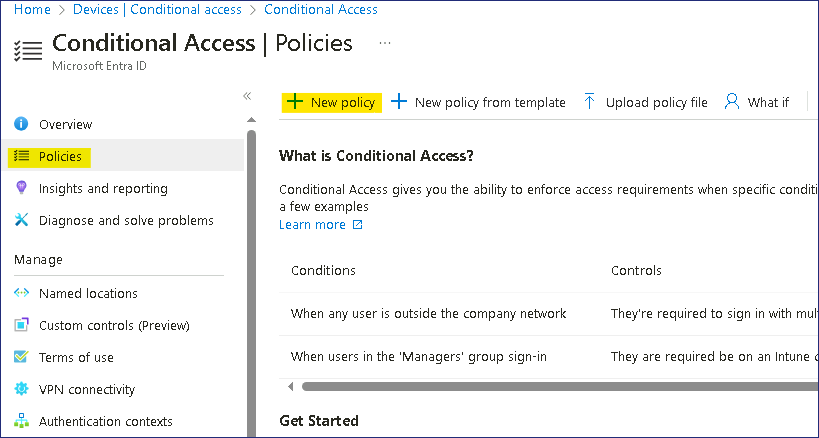 Home > Devices | Conditional access > Conditional Access
Conditional Access | Policies ...
Microsoft Entra ID
«
New policy
New policy from template
Upload policy file
What if
Overview
Policies
Insights and reporting
Diagnose and solve problems
Manage
Named locations
Custom controls (Preview)
Terms of use
VPN connectivity
Authentication contexts
What is Conditional Access?
Conditional Access gives you the ability to enforce access requirements when specific conditi
a few examples
Learn more
Conditions
Controls
When any user is outside the company network
They're required to sign in with mul
When users in the 'Managers' group sign-in
They are required be on an Intune
Get Started